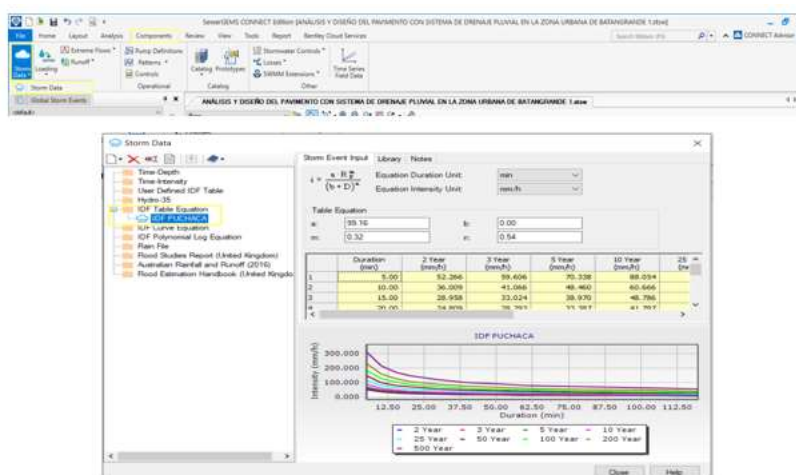 SewerGEMS CONNECT Edition [ANÁLISIS Y DISEÑO DEL PAVIMENTO CON SISTEMA DE DRENAJE PLUVIAL EN LA ZONA URBANA DE BATANGRANDE 1.stsw]
File Home Layout Analysis Components Review View Tools Report Bentley Cloud Services
CONNECT Advisor
Storm Data Loading Extreme Flows Pump Definitions Stormwater Controls
Runoff Patterns Catalog Prototypes Losses Time Series Field Data
Controls SWMM Extensions
Operational Catalog Other
Storm Data
Global Storm Events
ANÁLISIS Y DISEÑO DEL PAVIMENTO CON SISTEMA DE DRENAJE PLUVIAL EN LA ZONA URBANA DE BATANGRANDE 1.stsw
<default>
Storm Data
Time-Depth
Time-Intensity
User Defined IDF Table
Hydro-35
IDF Table Equation
IDF PUCHACA
IDF Curve Equation
IDF Polynomial Log Equation
Rain File
Flood Studies Report (United Kingdom)
Australian Rainfall and Runoff (2016)
Flood Estimation Handbook (United Kingdo
Storm Event Input Library Notes
Equation Duration Unit: min
Equation Intensity Unit: mm/h
Table Equation
a: 99.16 b: 0.00
m: 0.32 n: 0.54
Duration (min) 2 Year (mm/h) 3 Year (mm/h) 5 Year (mm/h) 10 Year (mm/h) 25
1 5.00 52.266 59.606 70.338 88.054
2 10.00 36.009 41.066 48.460 60.666
3 15.00 28.958 33.024 38.970 48.786
IDF PUCHACA
Intensity (mm/h)
300.000
200.000
100.000
0.000
12.50 25.00 37.50 50.00 62.50 75.00 87.50 100.00 112.50
Duration (min)
2 Year 3 Year 5 Year 10 Year
25 Year 50 Year 100 Year 200 Year
500 Year
Close Help